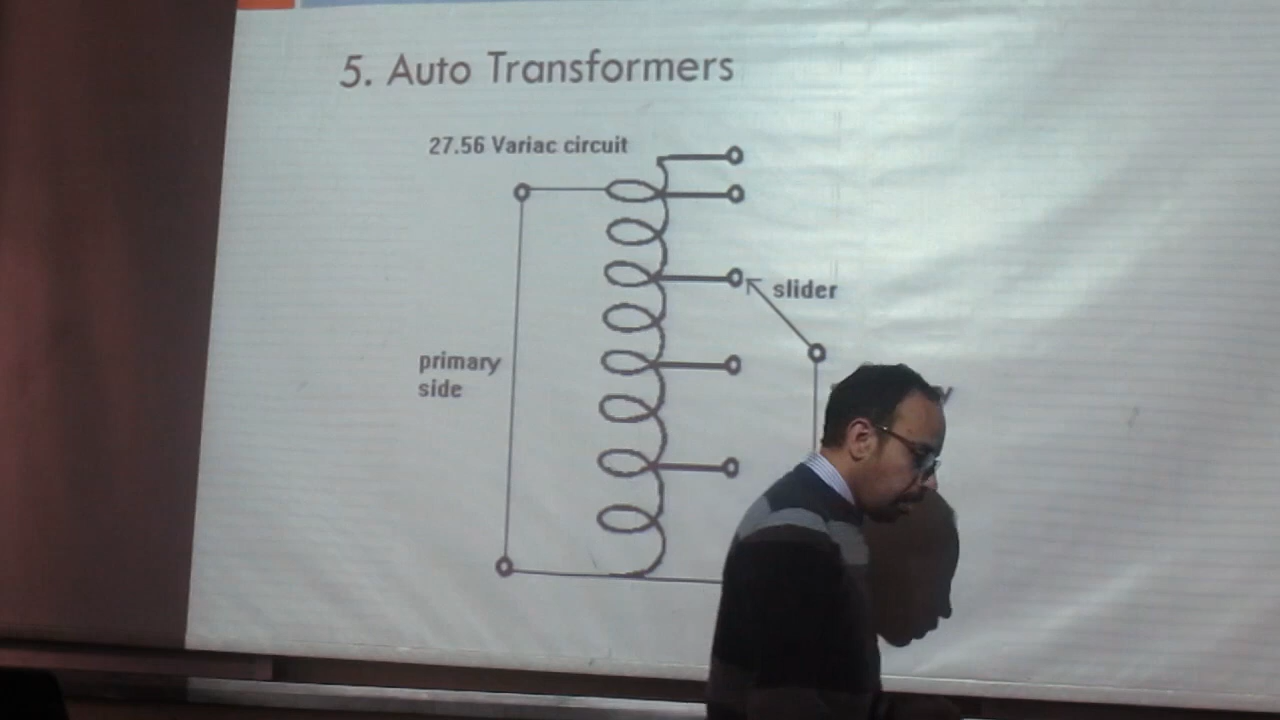 5. Auto Transformers
27.56 Variac circuit
slider
primary
side